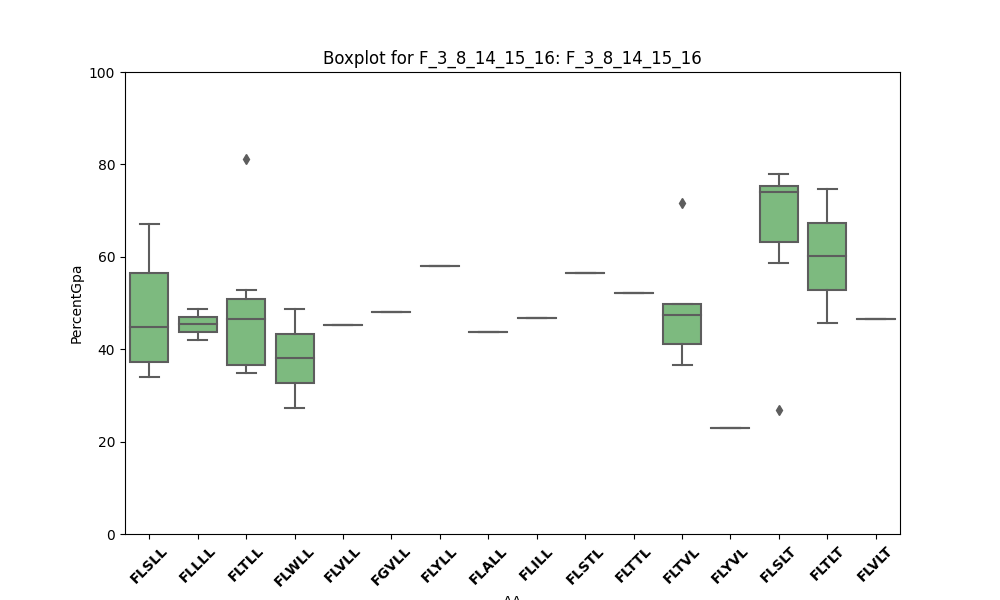 Boxplot for F_3_8_14_15_16: F_3_8_14_15_16
100
80
60
40
20
0
PercentGpa
FLSLL
FLLLL
FLTLL
FLWLL
FLVLL
FGVLL
FLYLL
FLALL
FLILL
FLSTL
FLTTL
FLTVL
FLYVL
FLSLT
FLTLT
FLVLT
AA